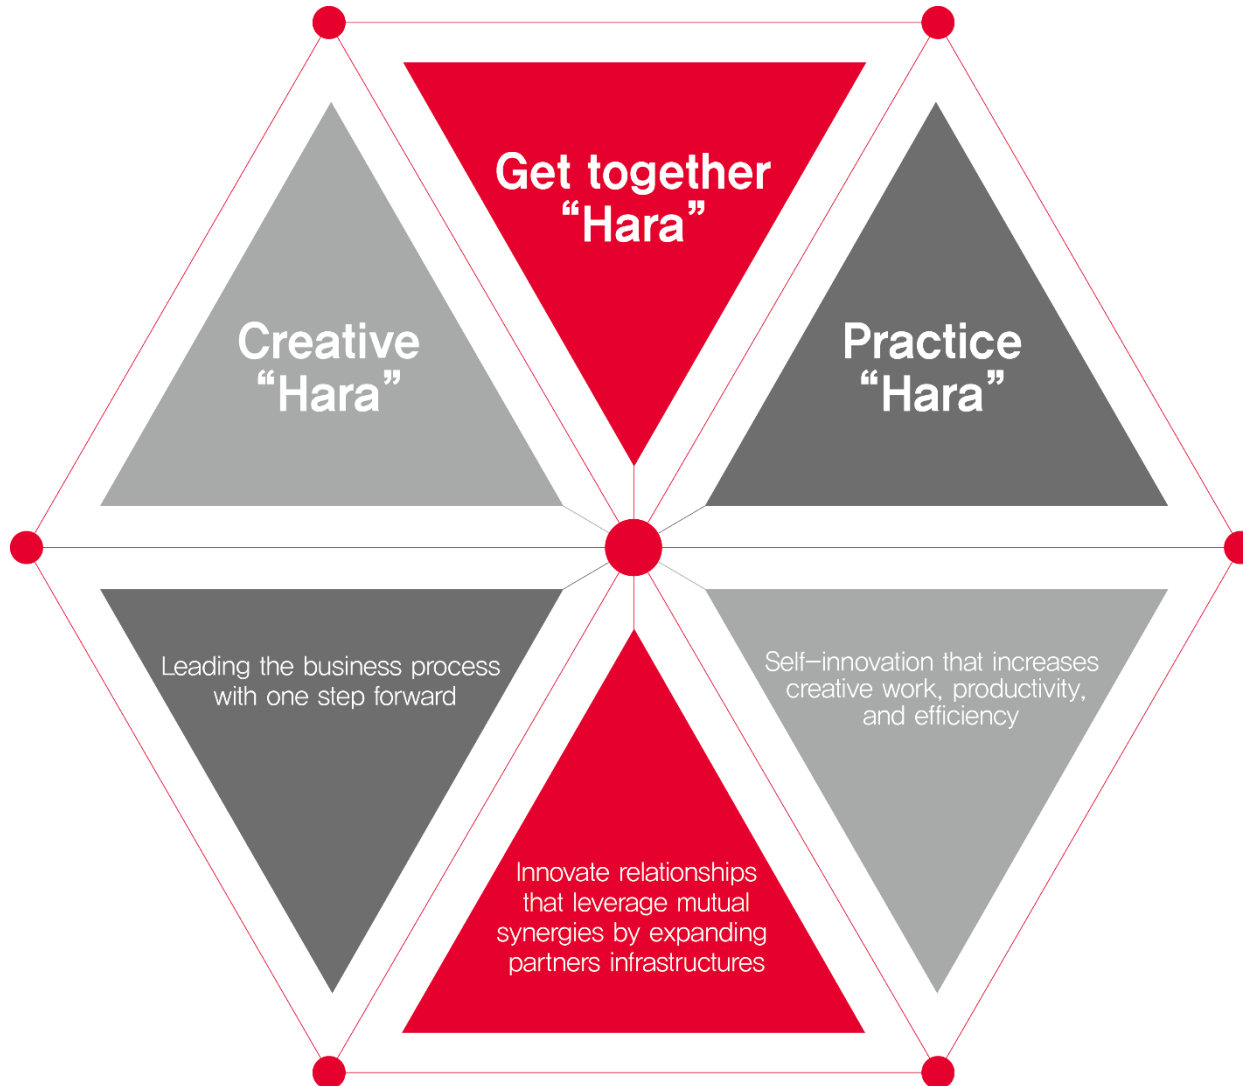 Get together
“Hara”
Creative
“Hara”
Practice
“Hara”
Leading the business process
with one step forward
Self-innovation that increases
creative work, productivity,
and efficiency
Innovate relationships
that leverage mutual
synergies by expanding
partners infrastructures